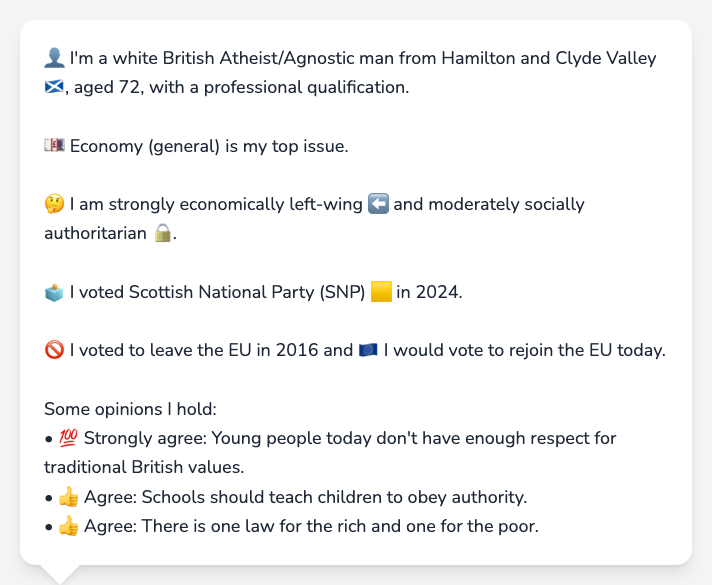 👤 I'm a white British Atheist/Agnostic man from Hamilton and Clyde Valley
🏴󠁧󠁢󠁳󠁣󠁴󠁿, aged 72, with a professional qualification.
💷 Economy (general) is my top issue.
🤔 I am strongly economically left-wing ⬅️ and moderately socially
authoritarian 🔒.
🗳️ I voted Scottish National Party (SNP) 🟨 in 2024.
🚫 I voted to leave the EU in 2016 and 🇪🇺 I would vote to rejoin the EU today.
Some opinions I hold:
• 💯 Strongly agree: Young people today don't have enough respect for
traditional British values.
• 👍 Agree: Schools should teach children to obey authority.
• 👍 Agree: There is one law for the rich and one for the poor.